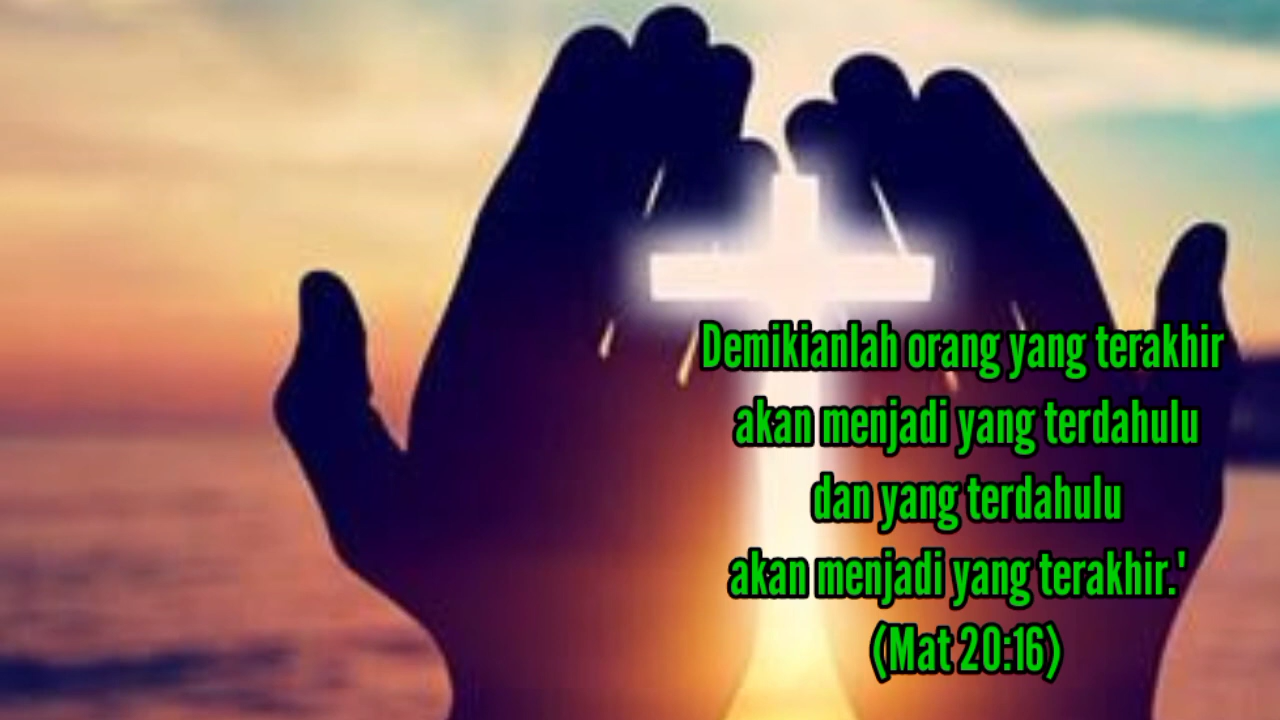 Demikianlah orang yang terakhir
akan menjadi yang terdahulu
dan yang terdahulu
akan menjadi yang terakhir.'
(Mat 20:16)